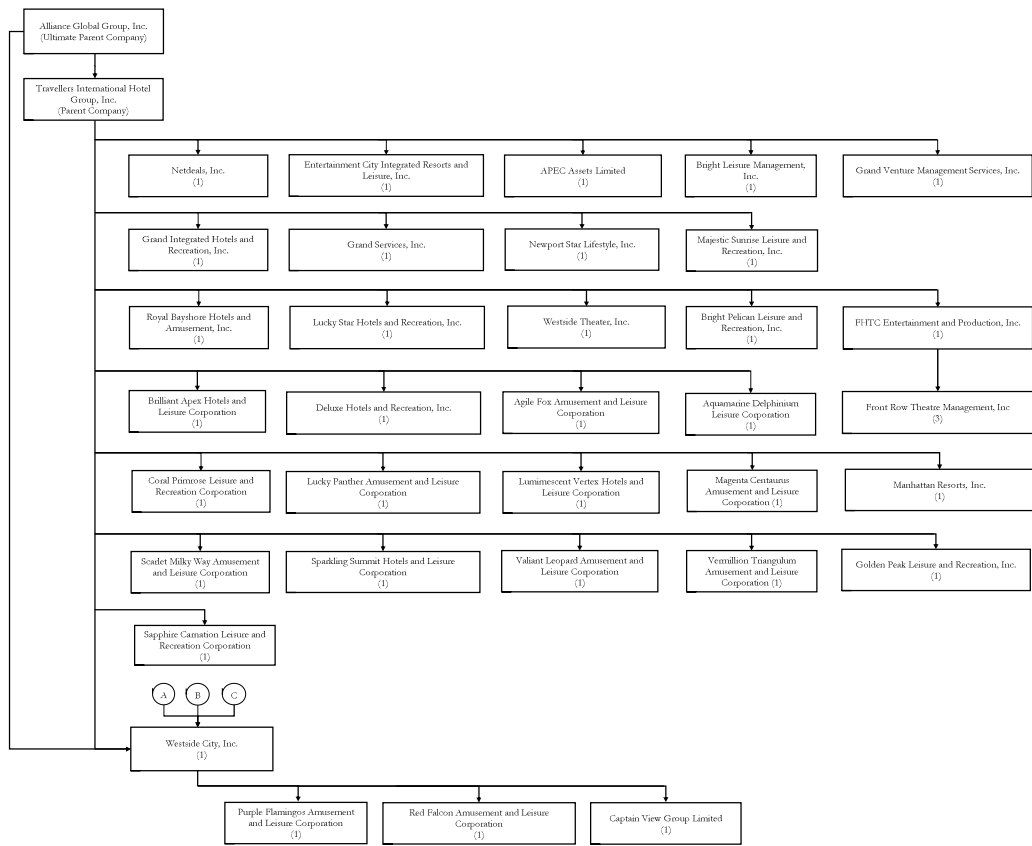 Alliance Global Group, Inc.
(Ultimate Parent Company)
Travellers International Hotel
Group, Inc.
(Parent Company)
Netdeals, Inc.
(1)
Entertainment City Integrated Resorts and
Leisure, Inc.
(1)
APEC Assets Limited
(1)
Bright Leisure Management,
Inc.
(1)
Grand Venture Management Services, Inc.
(1)
Grand Integrated Hotels and
Recreation, Inc.
(1)
Grand Services, Inc.
(1)
Newport Star Lifestyle, Inc.
(1)
Majestic Sunrise Leisure and
Recreation, Inc.
(1)
Royal Bayshore Hotels and
Amusement, Inc.
(1)
Lucky Star Hotels and Recreation, Inc.
(1)
Westside Theater, Inc.
(1)
Bright Pelican Leisure and
Recreation, Inc.
(1)
FHTC Entertainment and Production, Inc.
(1)
Brilliant Apex Hotels and
Leisure Corporation
(1)
Deluxe Hotels and Recreation, Inc.
(1)
Agile Fox Amusement and Leisure
Corporation
(1)
Aquamarine Delphinium
Leisure Corporation
(1)
Front Row Theatre Management, Inc
(3)
Coral Primrose Leisure and
Recreation Corporation
(1)
Lucky Panther Amusement and Leisure
Corporation
(1)
Lumimescent Vertex Hotels and
Leisure Corporation
(1)
Magenta Centaurus
Amusement and Leisure
Corporation (1)
Manhattan Resorts, Inc.
(1)
Scadet Milky Way Amusement
and Leisure Corporation
(1)
Sparkling Summit Hotels and Leisure
Corporation
(1)
Valiant Leopard Amusement and
Leisure Corporation
(1)
Vermillion Triangulum
Amusement and Leisure
Corporation (1)
Golden Peak Leisure and Recreation, Inc.
(1)
Sapphire Carnation Leisure and
Recreation Corporation
(1)
A
B
C
Westside City, Inc.
(1)
Purple Flamingos Amusement
and Leisure Corporation
(1)
Red Falcon Amusement and Leisure
Corporation
(1)
Captain View Group Limited
(1)